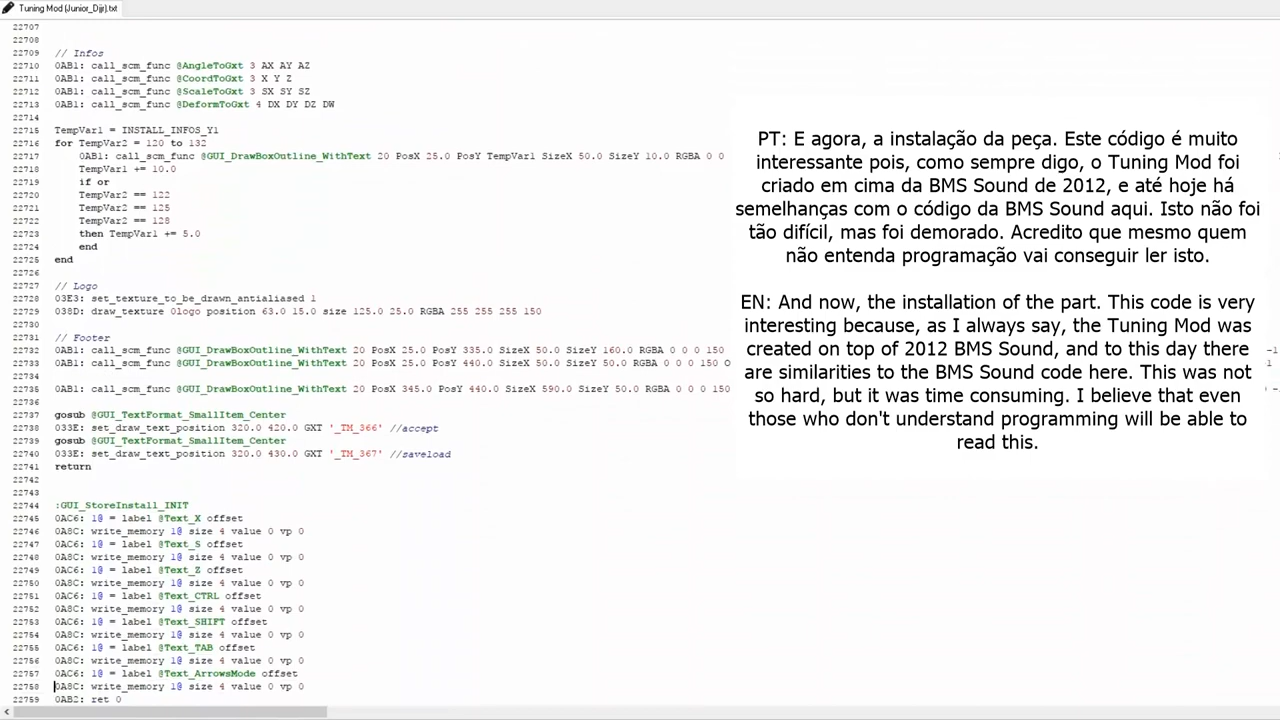 Tuning Mod (Junior_Djjr).txt
22707
22708
22709 // Infos
22710 0AB1: call_scm_func @AngleToGxt 3 AX AY AZ
22711 0AB1: call_scm_func @CoordToGxt 3 X Y Z
22712 0AB1: call_scm_func @ScaleToGxt 3 SX SY SZ
22713 0AB1: call_scm_func @DeformToGxt 4 DX DY DZ DW
22714
22715 TempVar1 = INSTALL_INFOS_Y1
22716 for TempVar2 = 120 to 132
22717 0AB1: call_scm_func @GUI_DrawBoxOutline_WithText 20 PosX 25.0 PosY TempVar1 SizeX 50.0 SizeY 10.0 RGBA 0 0
22718 TempVar1 += 10.0
22719 if or
22720 TempVar2 == 122
22721 TempVar2 == 125
22722 TempVar2 == 128
22723 then TempVar1 += 5.0
22724 end
22725 end
22726
22727 // Logo
22728 03E3: set_texture_to_be_drawn_antialiased 1
22729 038D: draw_texture 0logo position 63.0 15.0 size 125.0 25.0 RGBA 255 255 255 150
22730
22731 // Footer
22732 0AB1: call_scm_func @GUI_DrawBoxOutline_WithText 20 PosX 25.0 PosY 335.0 SizeX 50.0 SizeY 160.0 RGBA 0 0 0 150 -1
22733 0AB1: call_scm_func @GUI_DrawBoxOutline_WithText 20 PosX 25.0 PosY 440.0 SizeX 50.0 SizeY 50.0 RGBA 0 0 0 150 0 1
22734
22735 0AB1: call_scm_func @GUI_DrawBoxOutline_WithText 20 PosX 345.0 PosY 440.0 SizeX 590.0 SizeY 50.0 RGBA 0 0 0 150
22736
22737 gosub @GUI_TextFormat_SmallItem_Center
22738 033E: set_draw_text_position 320.0 420.0 GXT '_TM_366' //accept
22739 gosub @GUI_TextFormat_SmallItem_Center
22740 033E: set_draw_text_position 320.0 430.0 GXT '_TM_367' //saveload
22741 return
22742
22743
22744 :GUI_StoreInstall_INIT
22745 0AC6: 1@ = label @Text_X offset
22746 0A8C: write_memory 1@ size 4 value 0 vp 0
22747 0AC6: 1@ = label @Text_S offset
22748 0A8C: write_memory 1@ size 4 value 0 vp 0
22749 0AC6: 1@ = label @Text_Z offset
22750 0A8C: write_memory 1@ size 4 value 0 vp 0
22751 0AC6: 1@ = label @Text_CTRL offset
22752 0A8C: write_memory 1@ size 4 value 0 vp 0
22753 0AC6: 1@ = label @Text_SHIFT offset
22754 0A8C: write_memory 1@ size 4 value 0 vp 0
22755 0AC6: 1@ = label @Text_TAB offset
22756 0A8C: write_memory 1@ size 4 value 0 vp 0
22757 0AC6: 1@ = label @Text_ArrowsMode offset
22758 0A8C: write_memory 1@ size 4 value 0 vp 0
22759 0AB2: ret 0
PT: E agora, a instalação da peça. Este código é muito
interessante pois, como sempre digo, o Tuning Mod foi
criado em cima da BMS Sound de 2012, e até hoje há
semelhanças com o código da BMS Sound aqui. Isto não foi
tão difícil, mas foi demorado. Acredito que mesmo quem
não entenda programação vai conseguir ler isto.
EN: And now, the installation of the part. This code is very
interesting because, as I always say, the Tuning Mod was
created on top of 2012 BMS Sound, and to this day there
are similarities to the BMS Sound code here. This was not
so hard, but it was time consuming. I believe that even
those who don't understand programming will be able to
read this.